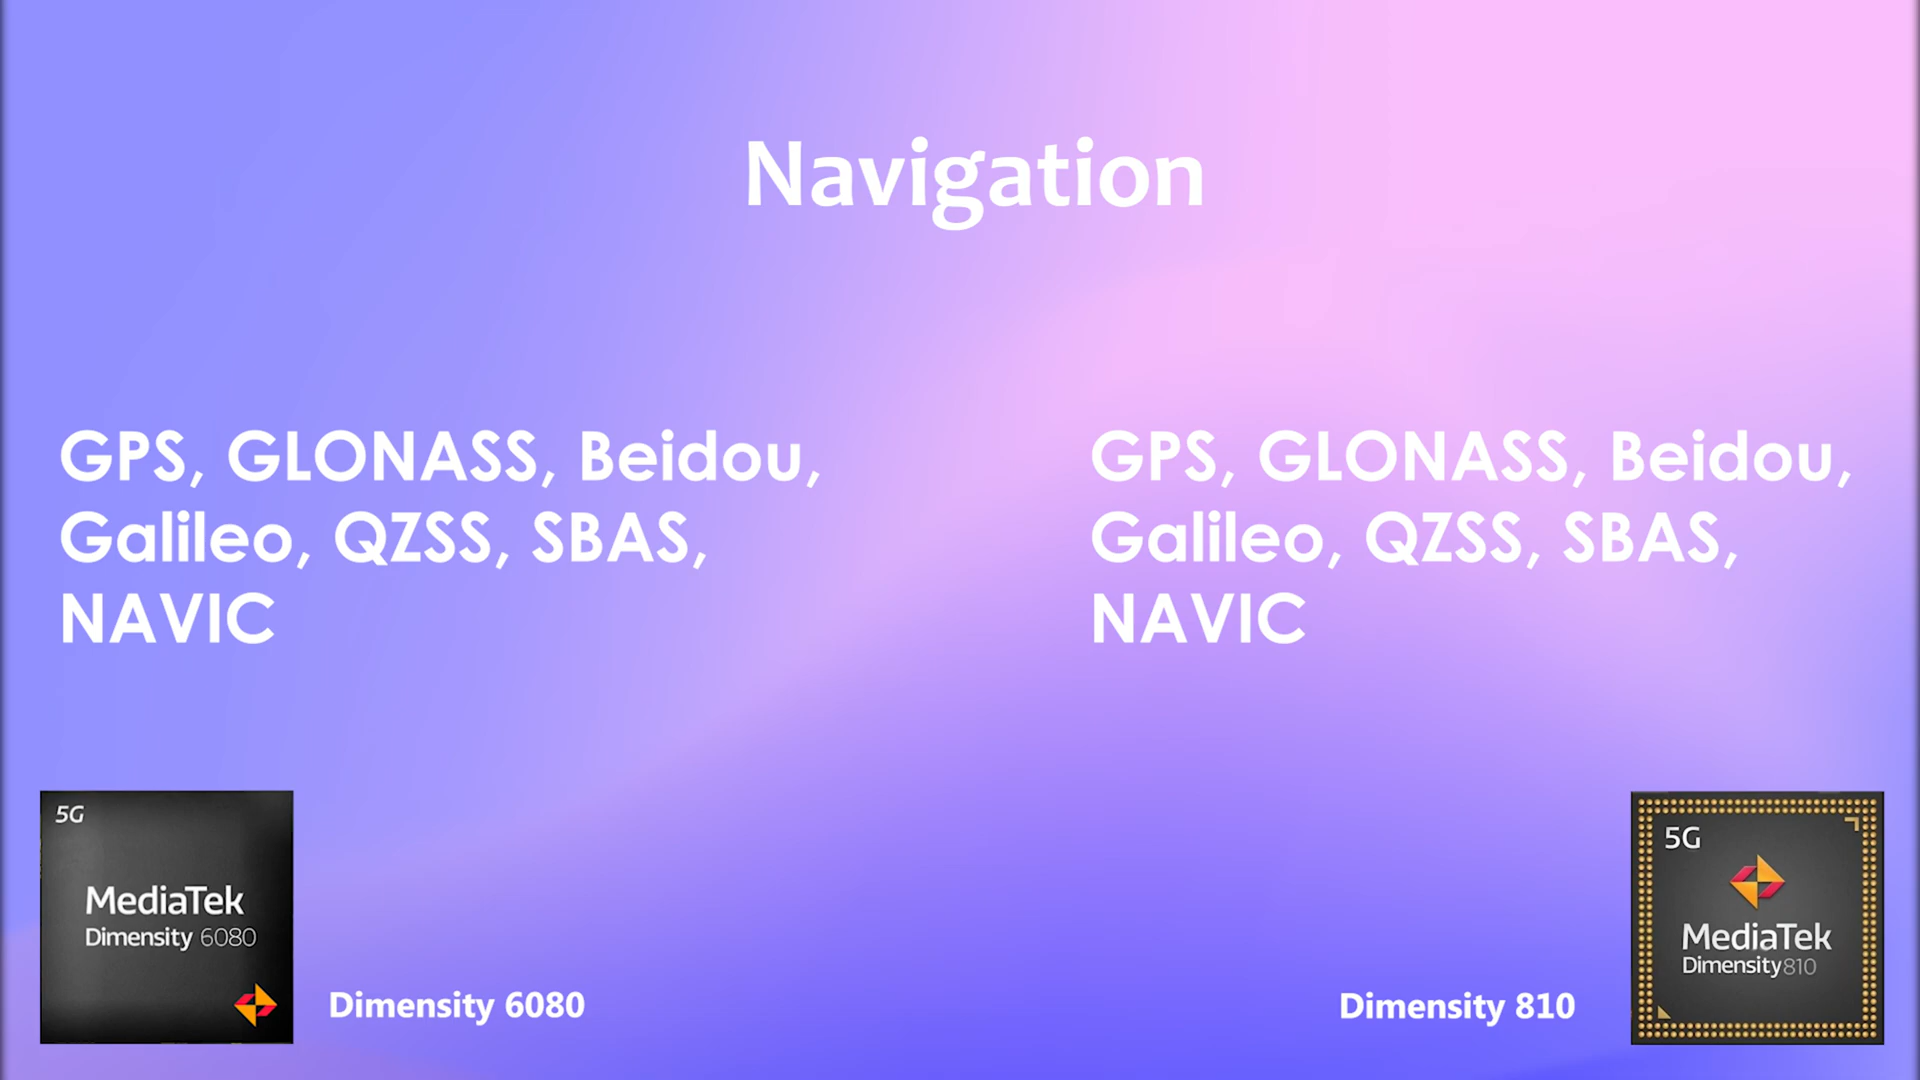 Navigation
GPS, GLONASS, Beidou,
Galileo, QZSS, SBAS,
NAVIC
GPS, GLONASS, Beidou,
Galileo, QZSS, SBAS,
NAVIC
5G
MediaTek
Dimensity 6080
Dimensity 6080
Dimensity 810
5G
MediaTek
Dimensity 810